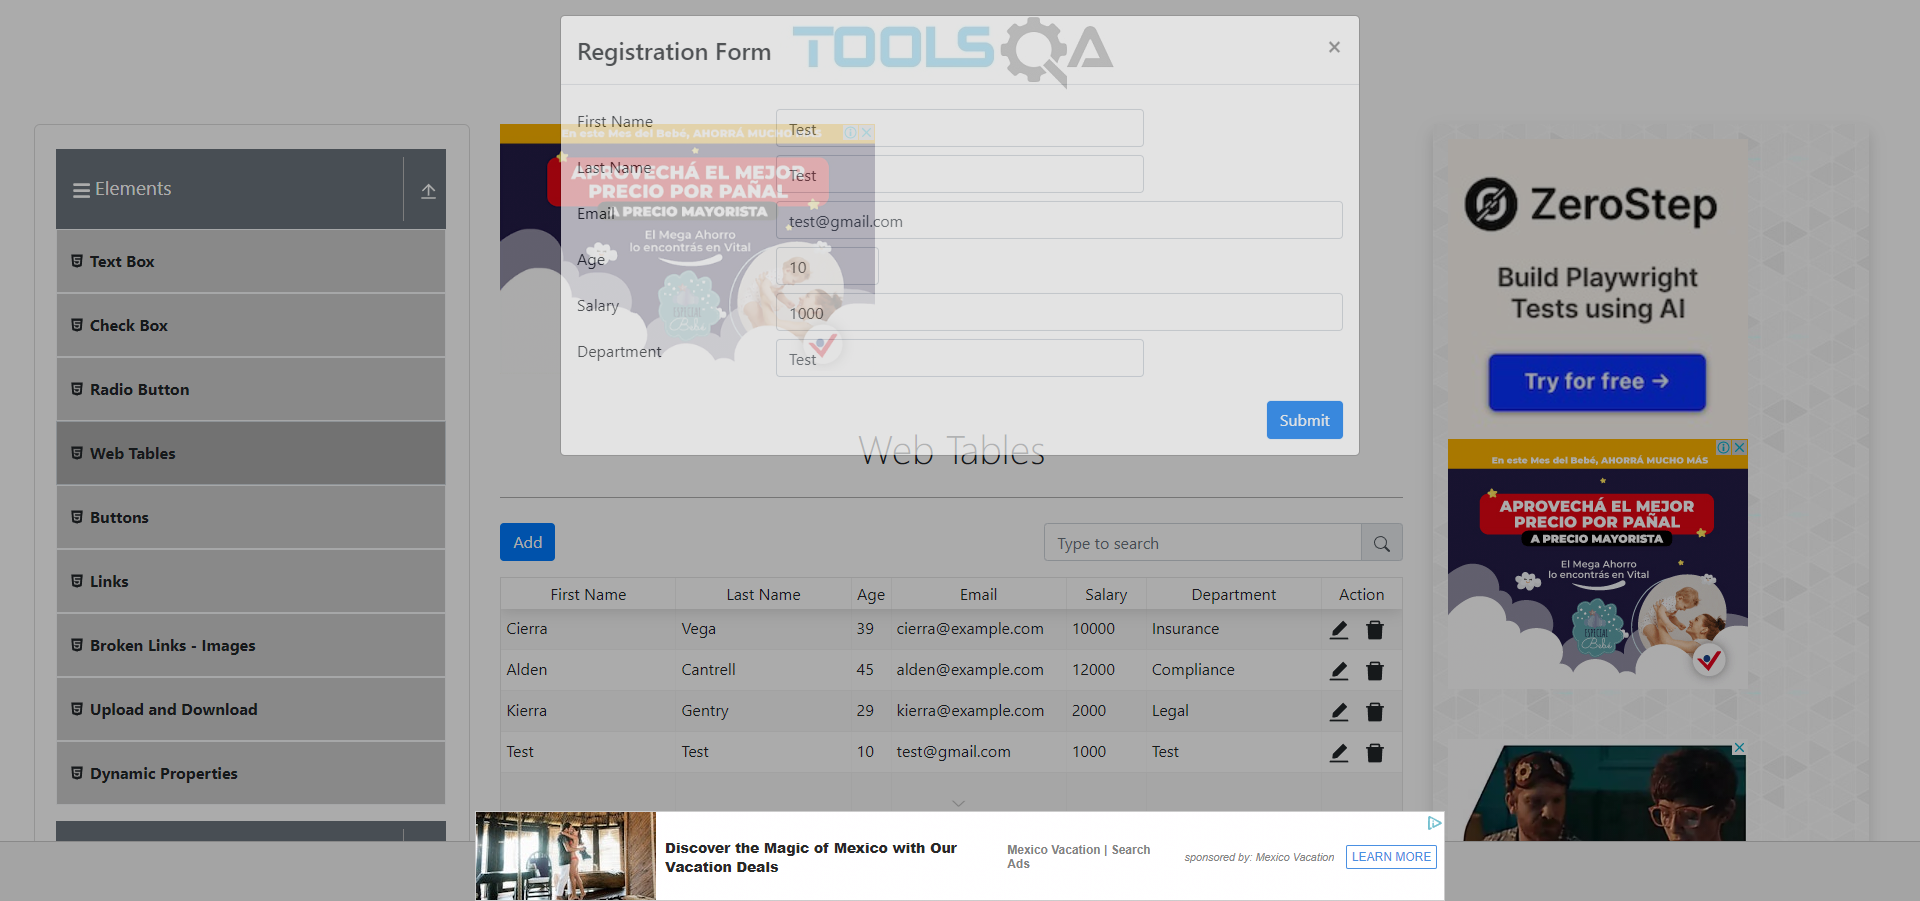 TOOLSQA
Registration Form
×
First Name
Test
Last Name
Test
Email
test@gmail.com
Age
10
Salary
1000
Department
Test
Submit
Elements
Text Box
Check Box
Radio Button
Web Tables
Buttons
Links
Broken Links - Images
Upload and Download
Dynamic Properties
En este Mes del Bebé, AHORRÁ MUCHO MÁS
APROVECHÁ EL MEJOR
PRECIO POR PAÑAL
A PRECIO MAYORISTA
El Mega Ahorro
lo encontrás en Vital
ESPECIAL
Bebé
Web Tables
Add
Type to search
First Name Last Name Age Email Salary Department Action
Cierra Vega 39 cierra@example.com 10000 Insurance
Alden Cantrell 45 alden@example.com 12000 Compliance
Kierra Gentry 29 kierra@example.com 2000 Legal
Test Test 10 test@gmail.com 1000 Test
ZeroStep
Build Playwright
Tests using AI
Try for free →
En este Mes del Bebé, AHORRÁ MUCHO MÁS
APROVECHÁ EL MEJOR
PRECIO POR PAÑAL
A PRECIO MAYORISTA
El Mega Ahorro
lo encontrás en Vital
ESPECIAL
Bebé
Discover the Magic of Mexico with Our
Vacation Deals
Mexico Vacation | Search
Ads
sponsored by: Mexico Vacation
LEARN MORE